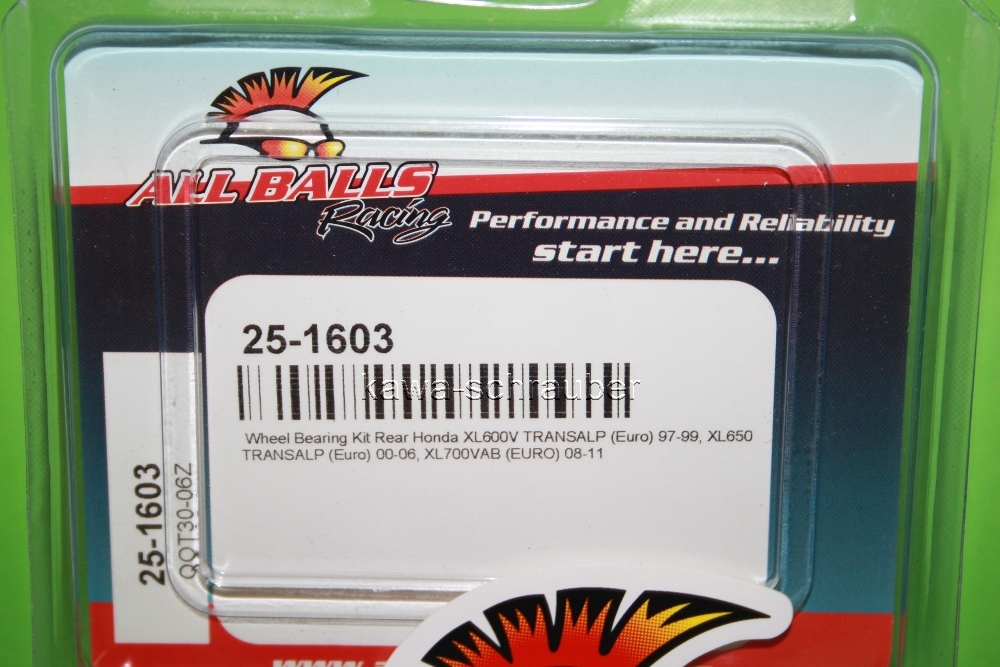 ALL BALLS
Racing
Performance and Reliability
start here...
25-1603
kawa-schrauber
Wheel Bearing Kit Rear Honda XL600V TRANSALP (Euro) 97-99, XL650
TRANSALP (Euro) 00-06, XL700VAB (EURO) 08-11
25-1603
QOT30-06Z